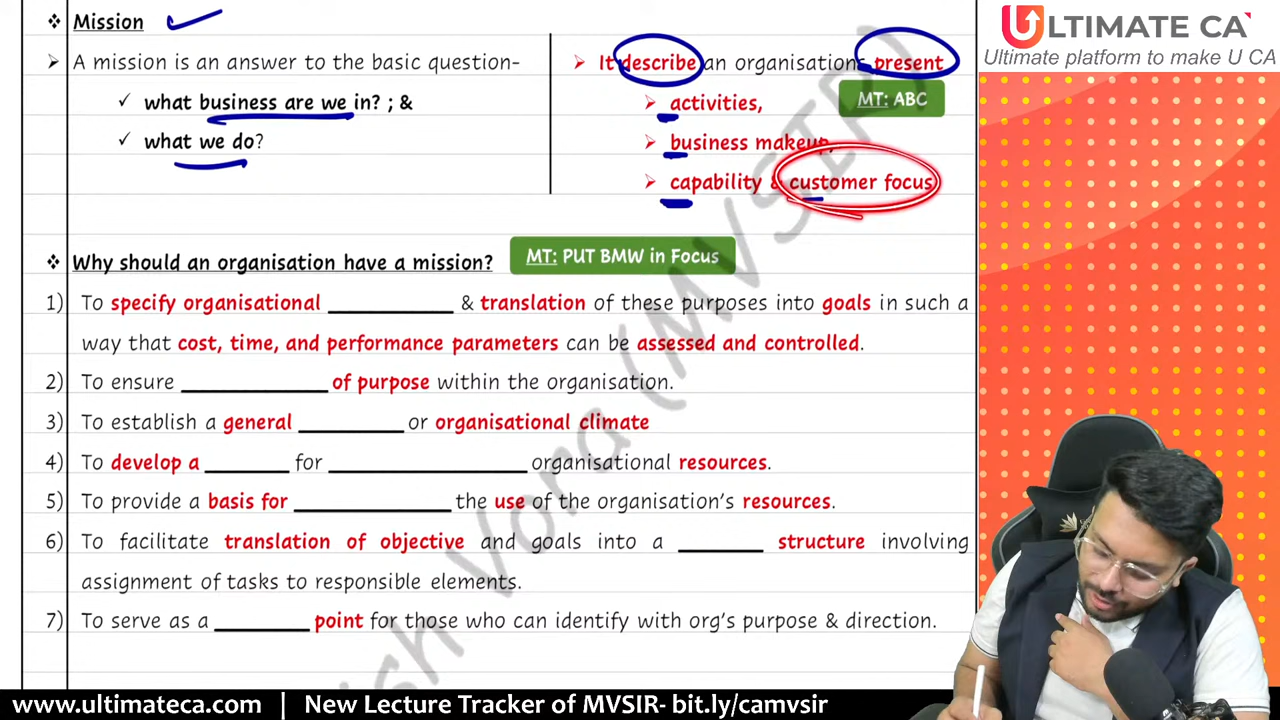 ❖ Mission
➢ A mission is an answer to the basic question-
✓ what business are we in? ; &
✓ what we do?
➢ It describe an organisations present
➢ activities,
MT: ABC
➢ business makeup,
➢ capability & customer focus
❖ Why should an organisation have a mission?
MT: PUT BMW in Focus
1) To specify organisational ____________ & translation of these purposes into goals in such a
way that cost, time, and performance parameters can be assessed and controlled.
2) To ensure ______________ of purpose within the organisation.
3) To establish a general __________ or organisational climate
4) To develop a ________ for ___________________ organisational resources.
5) To provide a basis for _______________ the use of the organisation's resources.
6) To facilitate translation of objective and goals into a ________ structure involving
assignment of tasks to responsible elements.
7) To serve as a _________ point for those who can identify with org's purpose & direction.
ish Vora (MVSIR)
ULTIMATE CA
Ultimate platform to make U CA
www.ultimateca.com | New Lecture Tracker of MVSIR- bit.ly/camvsir